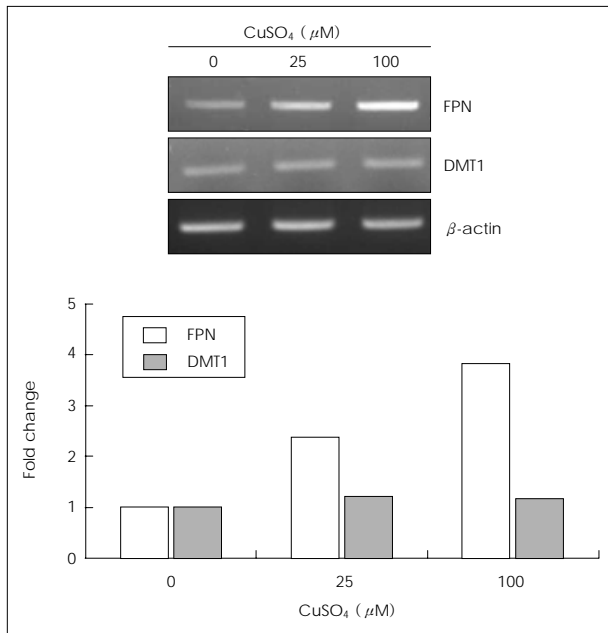 CuSO₄ ( μM)
0 25 100
FPN
DMT1
β-actin
5
4
3
2
1
0
Fold change
FPN
DMT1
0 25 100
CuSO₄ ( μM)